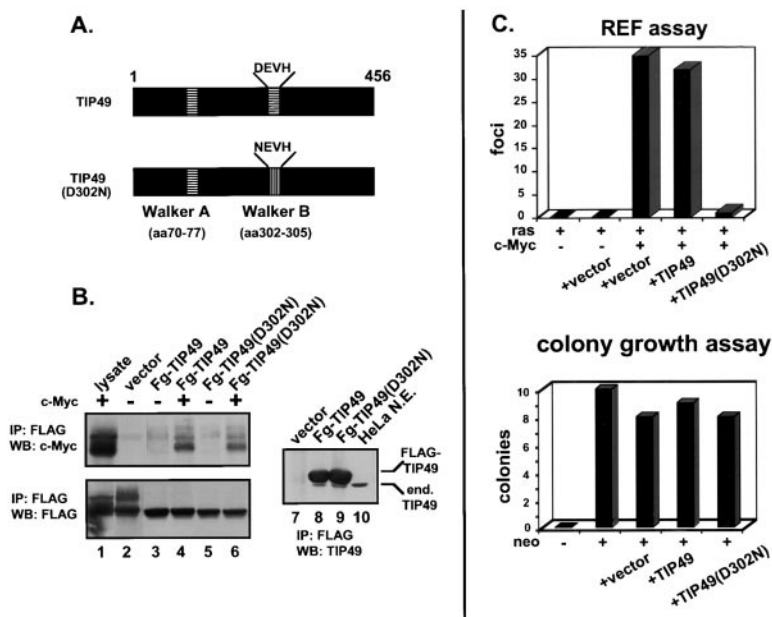 A.
DEVH
1 456
TIP49
NEVH
TIP49
(D302N)
Walker A Walker B
(aa70-77) (aa302-305)
B.
lysate
vector
Fg-TIP49
Fg-TIP49
Fg-TIP49(D302N)
Fg-TIP49(D302N)
c-Myc + - - + - +
IP: FLAG
WB: c-Myc
IP: FLAG
WB: FLAG
1 2 3 4 5 6
vector
Fg-TIP49
Fg-TIP49(D302N)
HeLa N.E.
FLAG-
TIP49
end.
TIP49
7 8 9 10
IP: FLAG
WB: TIP49
C.
REF assay
foci
35
30
25
20
15
10
5
0
ras + + + + +
c-Myc - - + + +
+vector
+vector
+TIP49
+TIP49(D302N)
colony growth assay
colonies
10
8
6
4
2
0
neo - + + + +
+vector
+TIP49
+TIP49(D302N)